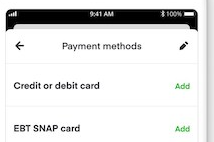 9:41 AM 100%
Payment methods
Credit or debit card Add
EBT SNAP card Add